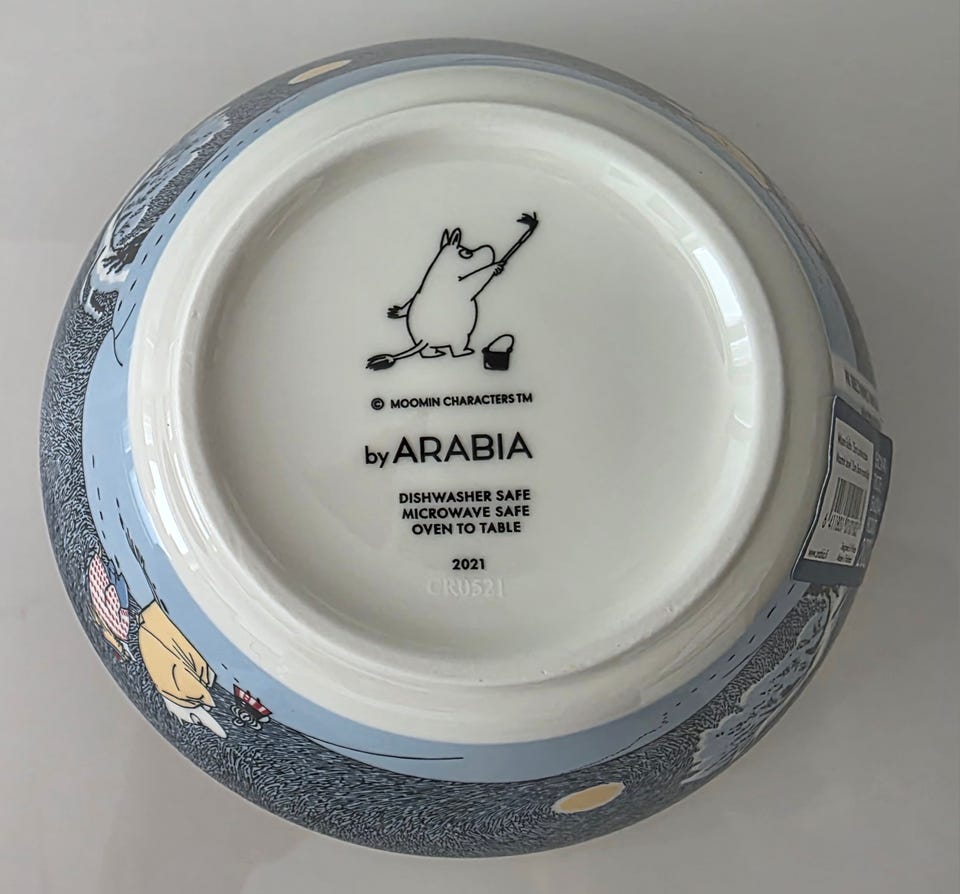 © MOOMIN CHARACTERS TM
by ARABIA
DISHWASHER SAFE
MICROWAVE SAFE
OVEN TO TABLE
2021
CR0521